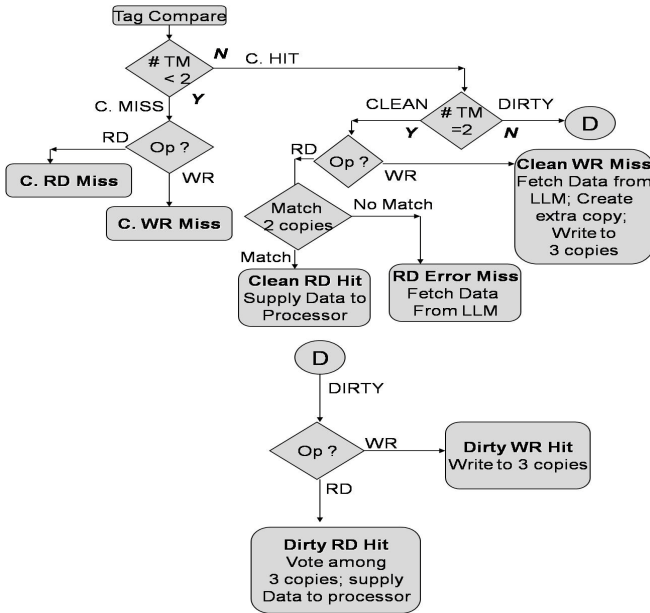 Tag Compare
# TM
< 2
N
C. HIT
C. MISS
Y
Op ?
RD
WR
C. RD Miss
C. WR Miss
# TM
=2
CLEAN
DIRTY
Y
N
D
Op ?
RD
WR
Clean WR Miss
Fetch Data from
LLM; Create
extra copy;
Write to
3 copies
Match
2 copies
No Match
Match
Clean RD Hit
Supply Data to
Processor
RD Error Miss
Fetch Data
From LLM
D
DIRTY
Op ?
WR
RD
Dirty WR Hit
Write to 3 copies
Dirty RD Hit
Vote among
3 copies; supply
Data to processor